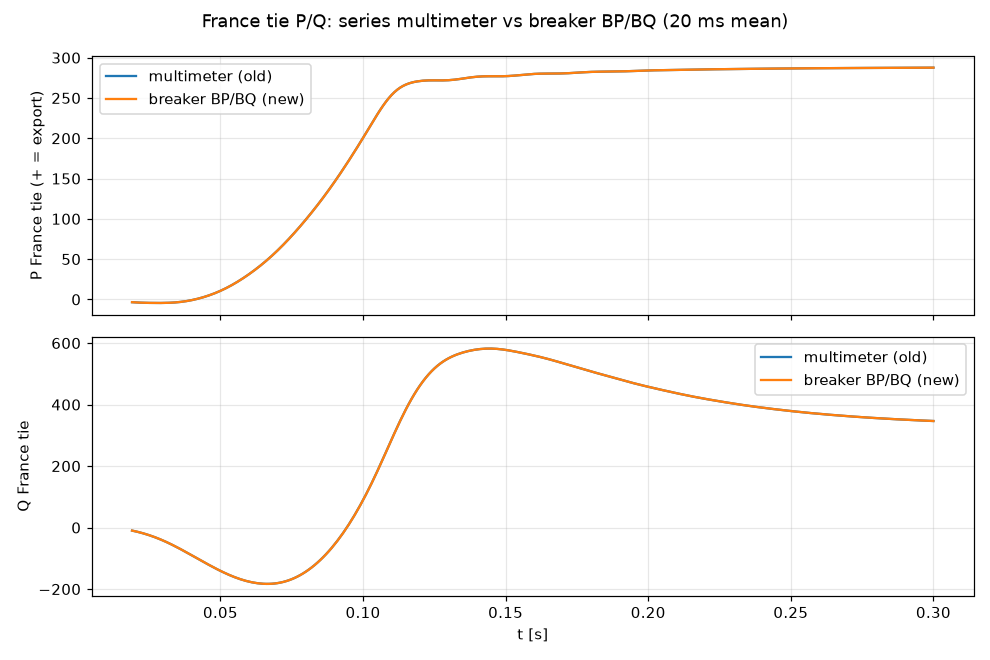 France tie P/Q: series multimeter vs breaker BP/BQ (20 ms mean)
P France tie (+ = export)
300
250
200
150
100
50
0
multimeter (old)
breaker BP/BQ (new)
Q France tie
600
400
200
0
−200
multimeter (old)
breaker BP/BQ (new)
0.05 0.10 0.15 0.20 0.25 0.30
t [s]